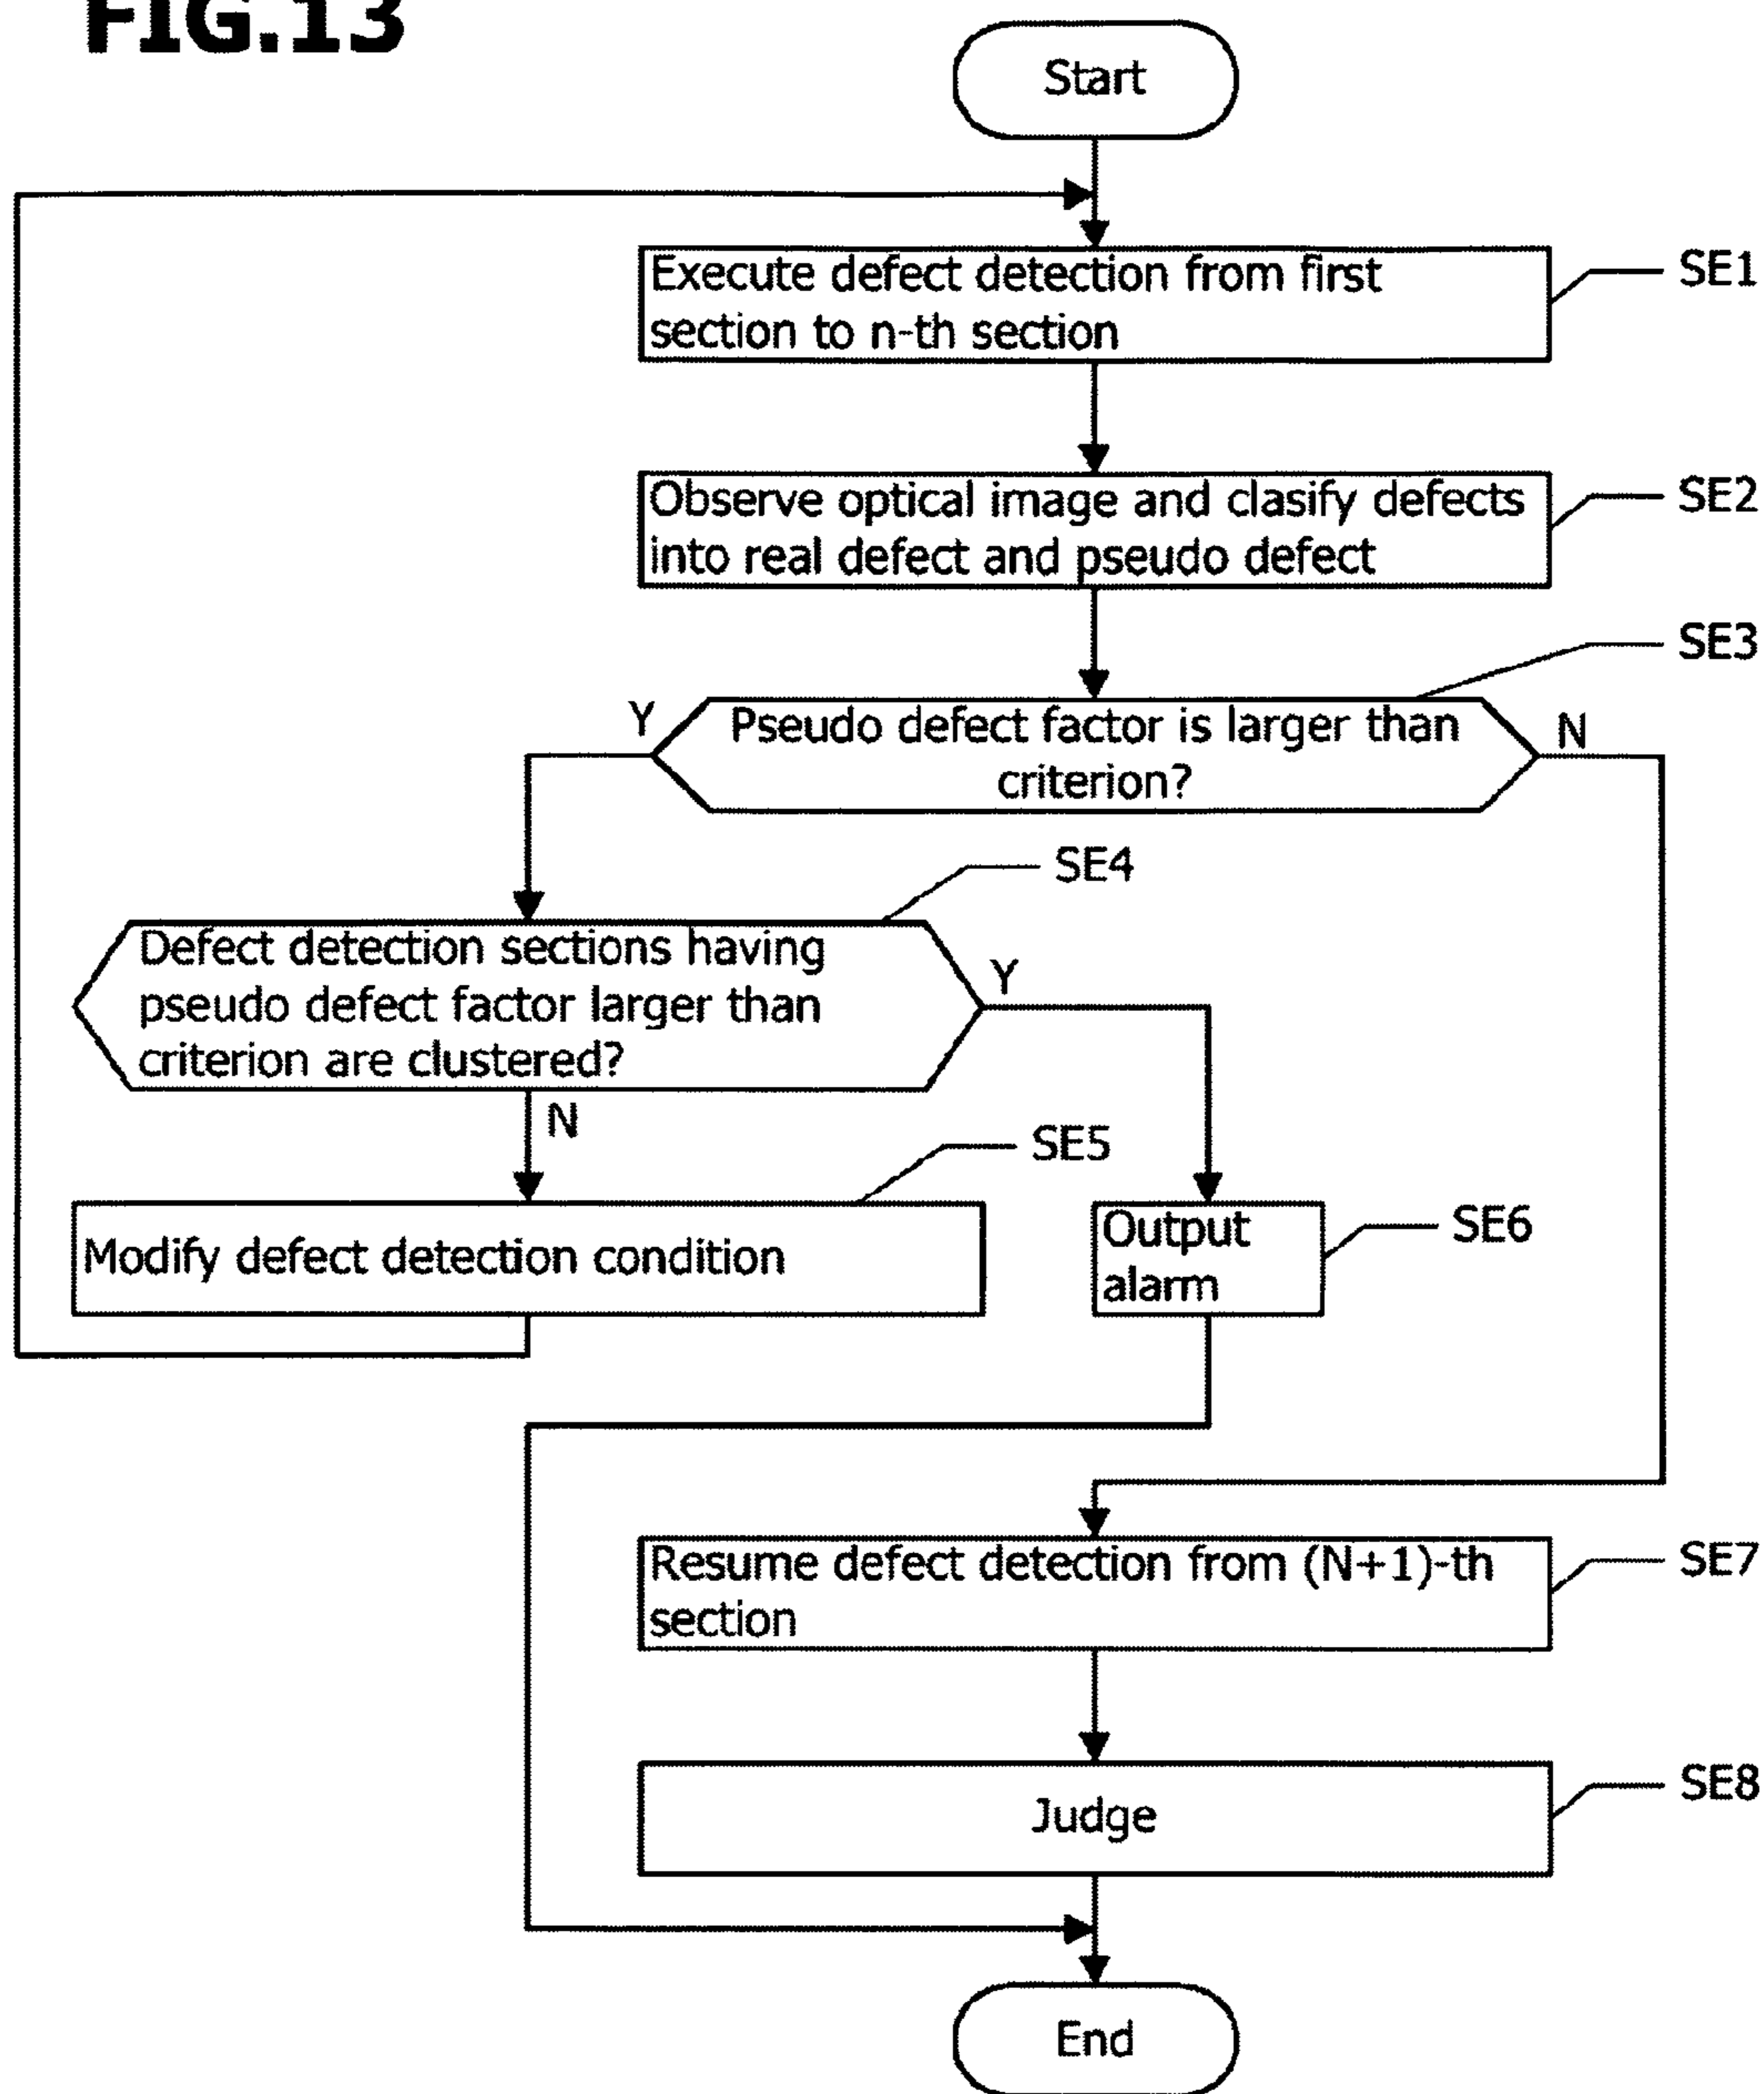 FIG.13
Start
Execute defect detection from first
section to n-th section
SE1
Observe optical image and clasify defects
into real defect and pseudo defect
SE2
SE3
Y
Pseudo defect factor is larger than
criterion?
N
SE4
Defect detection sections having
pseudo defect factor larger than
criterion are clustered?
Y
N
SE5
Modify defect detection condition
Output
alarm
SE6
Resume defect detection from (N+1)-th
section
SE7
Judge
SE8
End